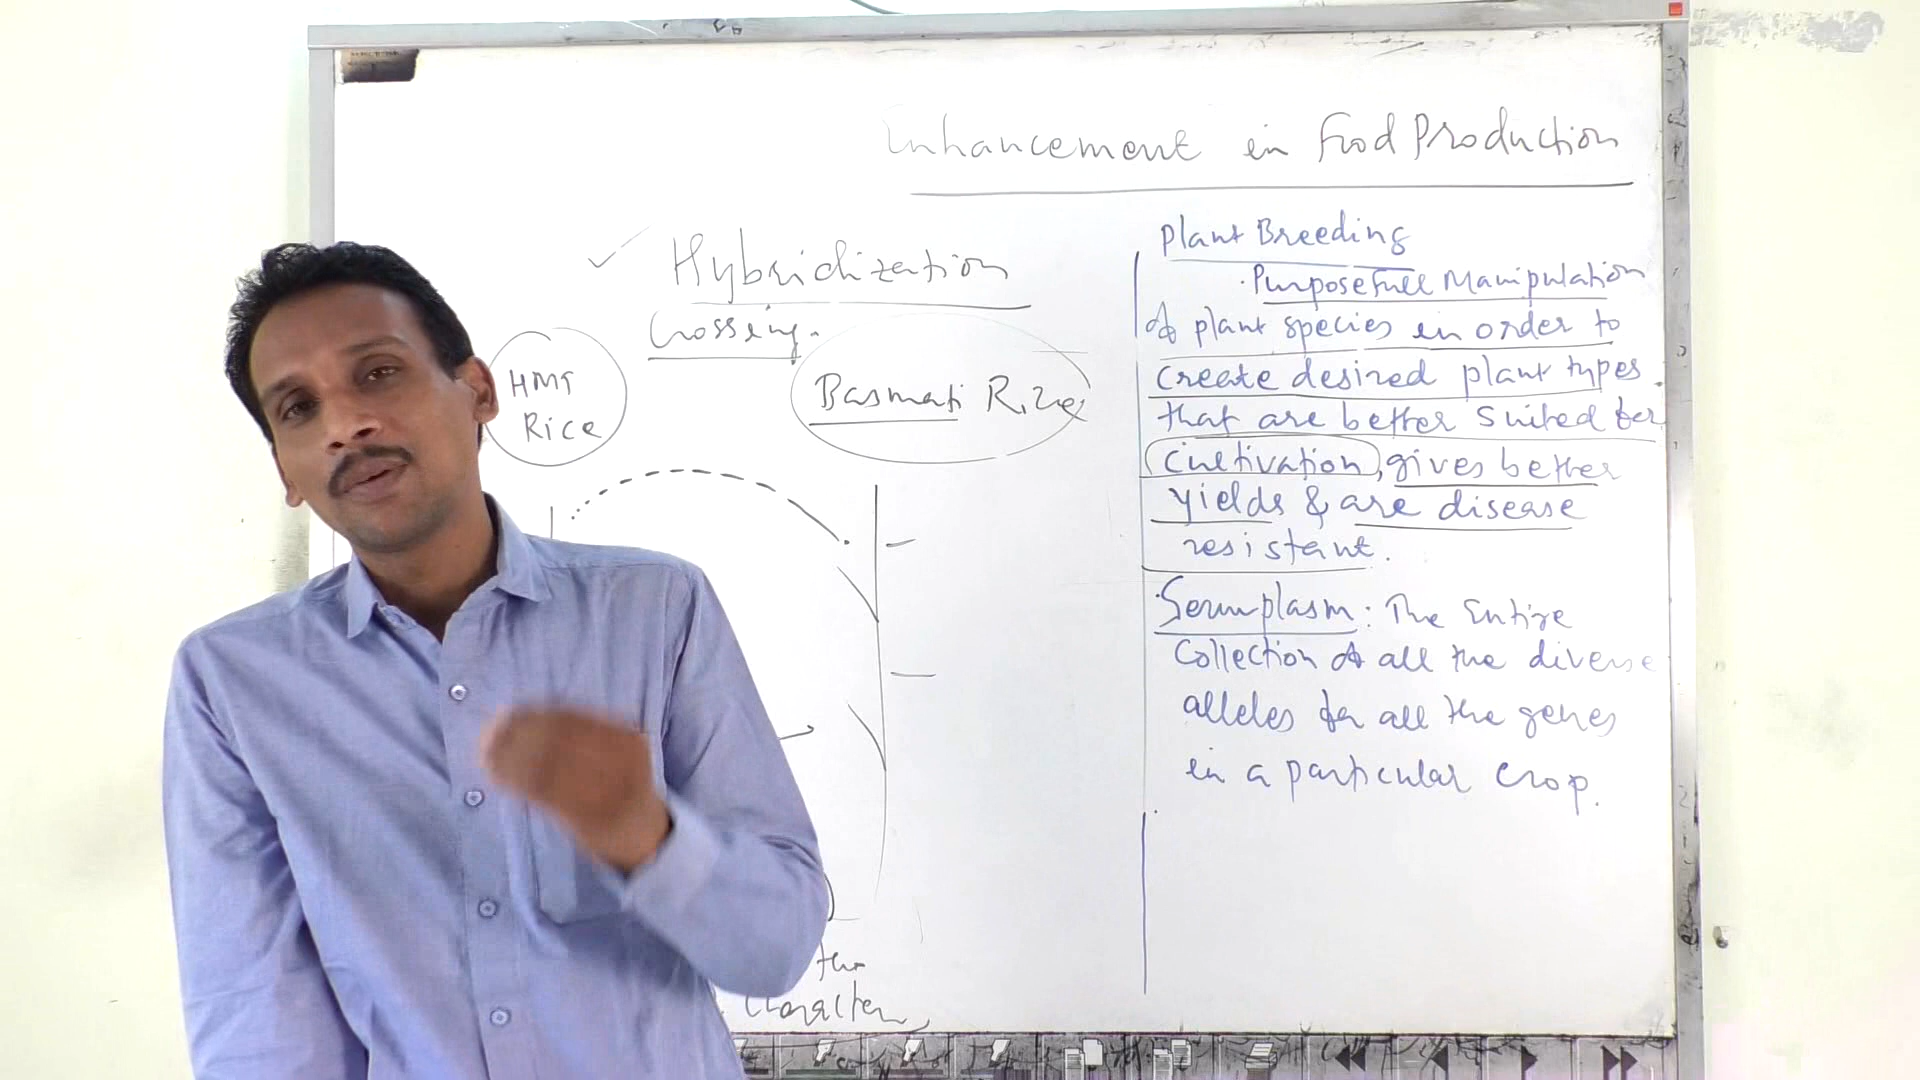 Enhancement in Food Production
Hybridization
Crossing.
HMT
Rice
Basmati Rice
the
Character
Plant Breeding
Purposefull Manipulation
of plant species in order to
create desired plant types.
that are better suited for
cultivation, gives better
yields & are disease
resistant.
Germplasm: The Entire
Collection of all the diverse
alleles for all the genes
in a particular crop.